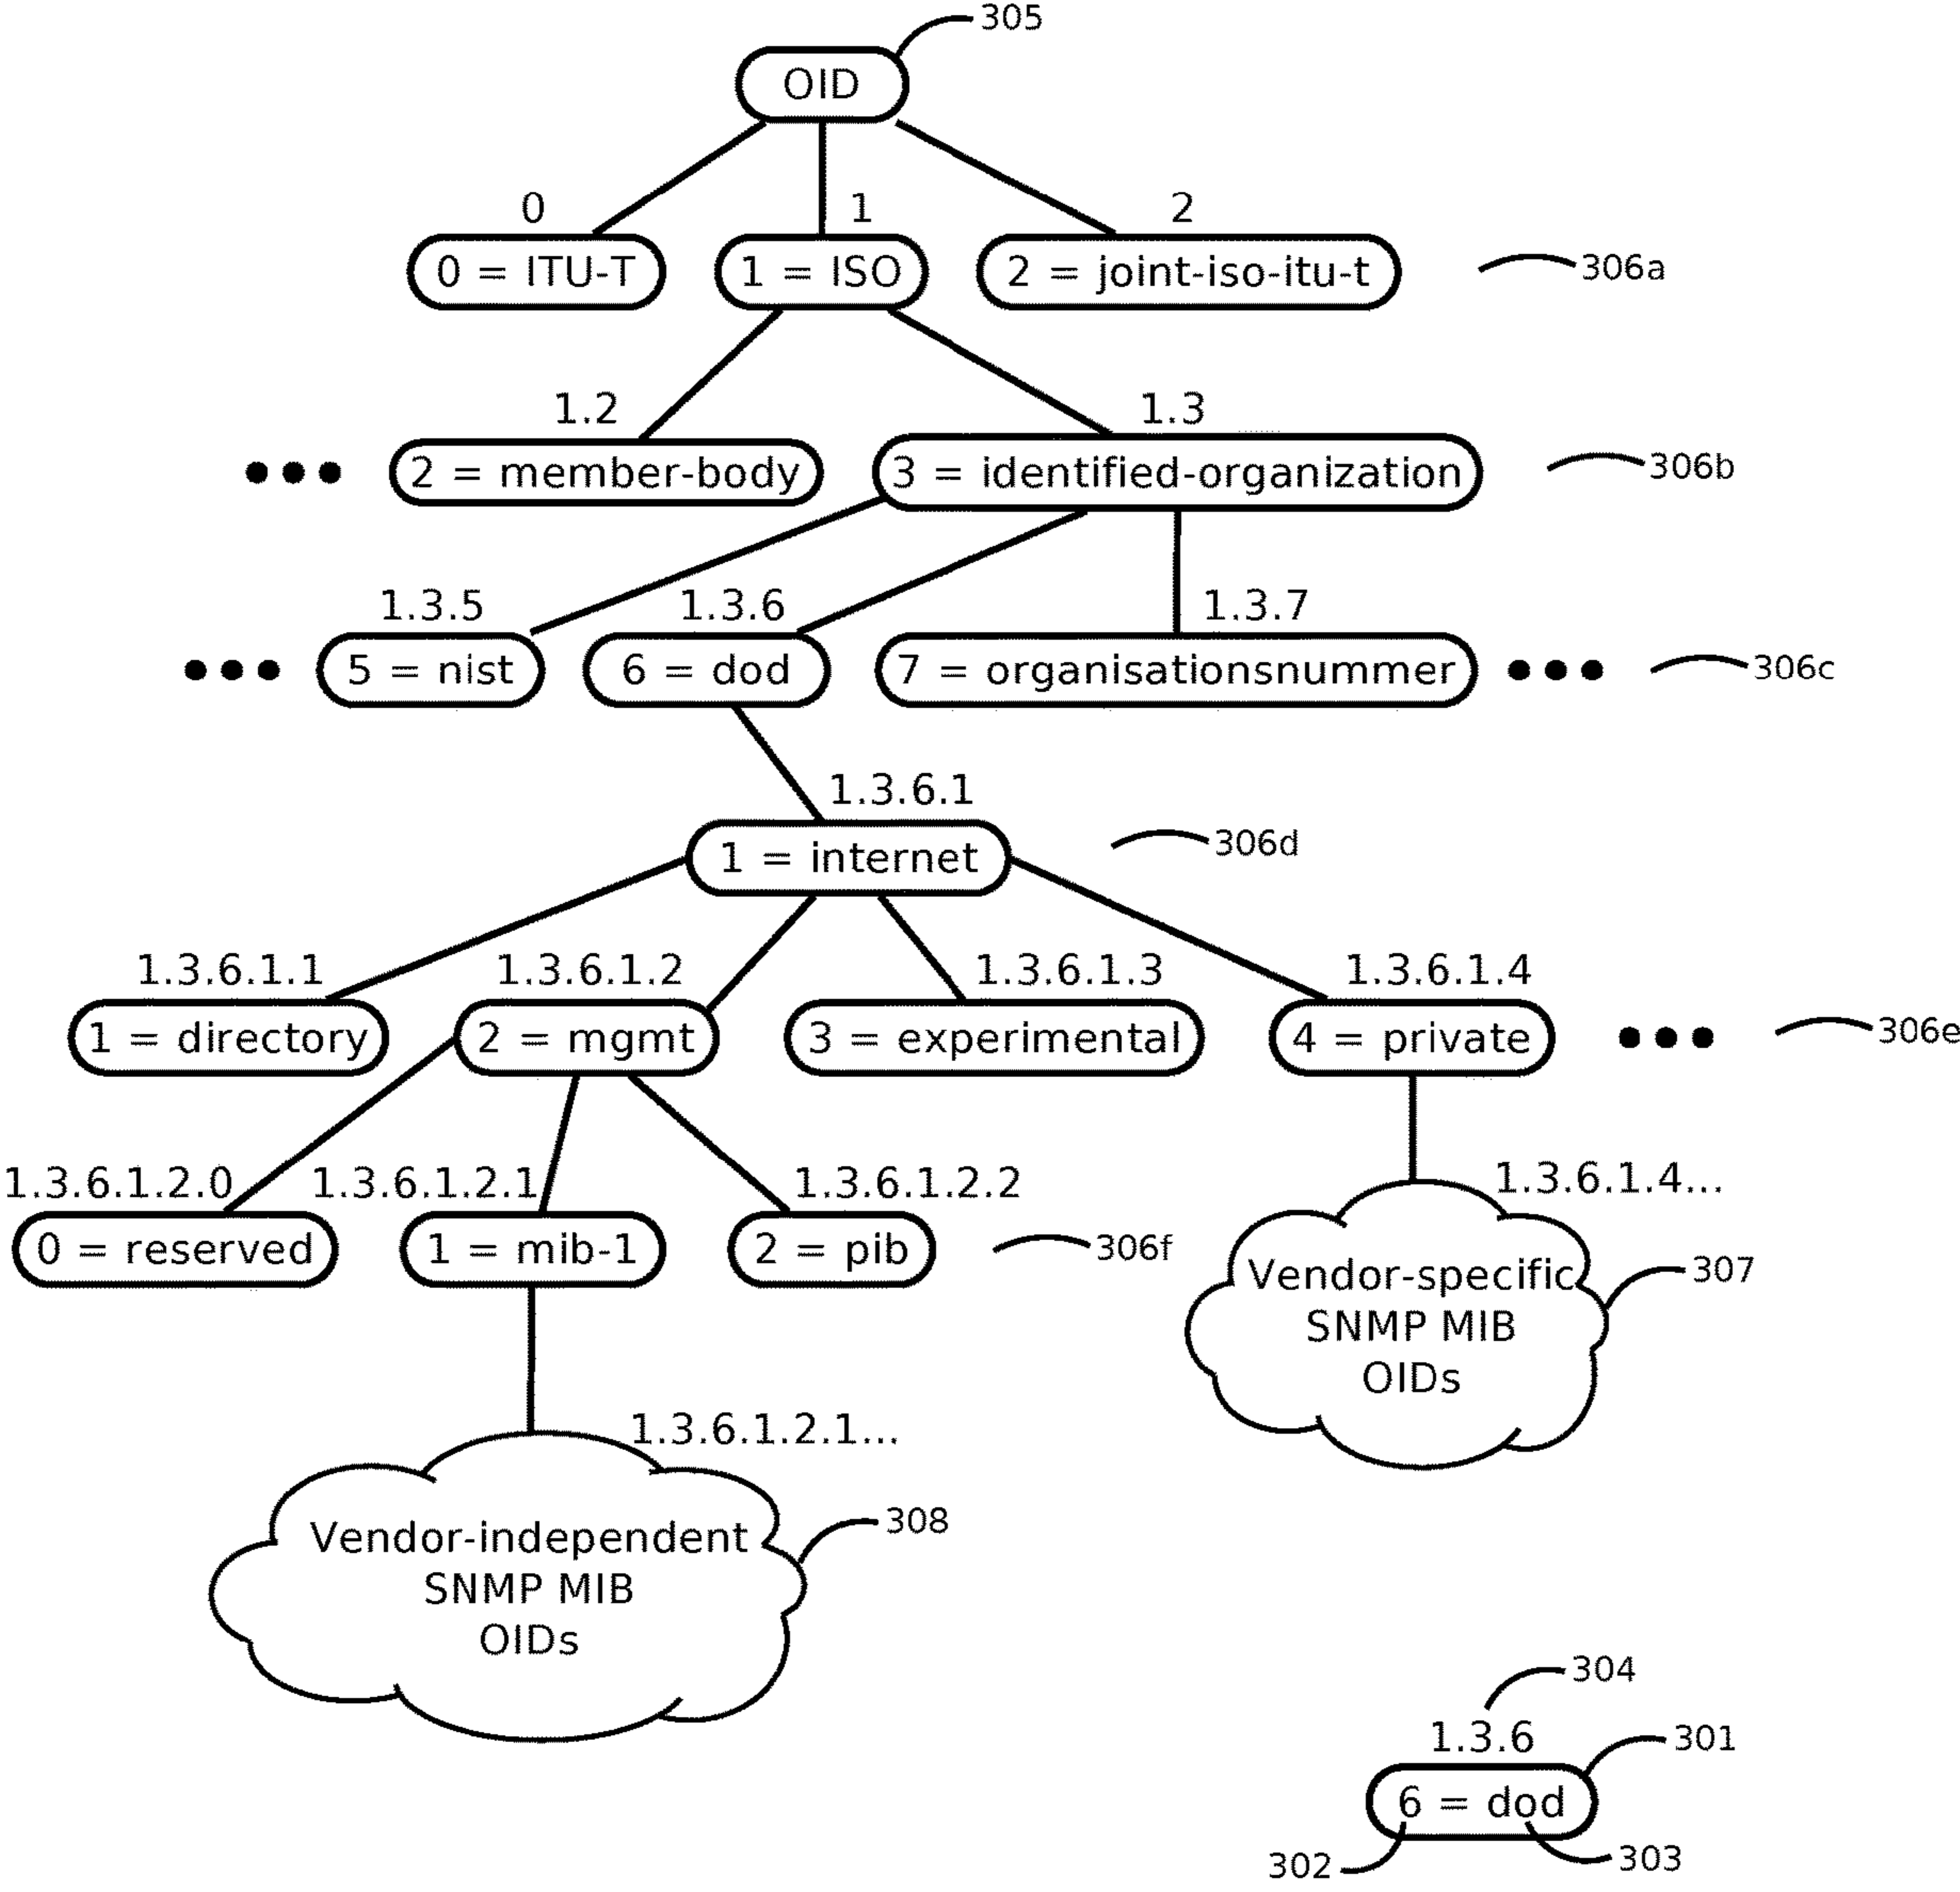 305
OID
0 1 2
0 = ITU-T 1 = ISO 2 = joint-iso-itu-t 306a
1.2 1.3
2 = member-body 3 = identified-organization 306b
1.3.5 1.3.6 1.3.7
5 = nist 6 = dod 7 = organisationsnummer 306c
1.3.6.1
1 = internet 306d
1.3.6.1.1 1.3.6.1.2 1.3.6.1.3 1.3.6.1.4
1 = directory 2 = mgmt 3 = experimental 4 = private 306e
1.3.6.1.2.0 1.3.6.1.2.1 1.3.6.1.2.2 1.3.6.1.4...
0 = reserved 1 = mib-1 2 = pib 306f
Vendor-specific 307
SNMP MIB
OIDs
1.3.6.1.2.1...
Vendor-independent 308
SNMP MIB
OIDs
304
1.3.6 301
6 = dod
302 303